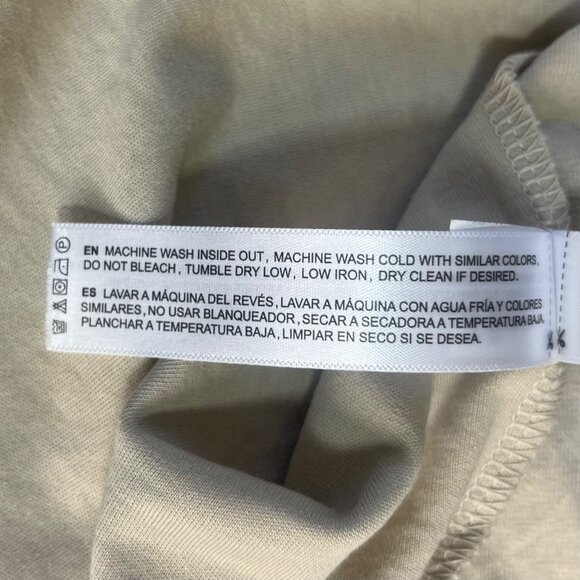 EN MACHINE WASH INSIDE OUT, MACHINE WASH COLD WITH SIMILAR COLORS,
DO NOT BLEACH, TUMBLE DRY LOW, LOW IRON, DRY CLEAN IF DESIRED.
ES LAVAR A MÁQUINA DEL REVÉS, LAVAR A MÁQUINA CON AGUA FRÍA Y COLORES
SIMILARES, NO USAR BLANQUEADOR, SECAR A SECADORA A TEMPERATURA BAJA.
PLANCHAR A TEMPERATURA BAJA, LIMPIAR EN SECO SI SE DESEA.